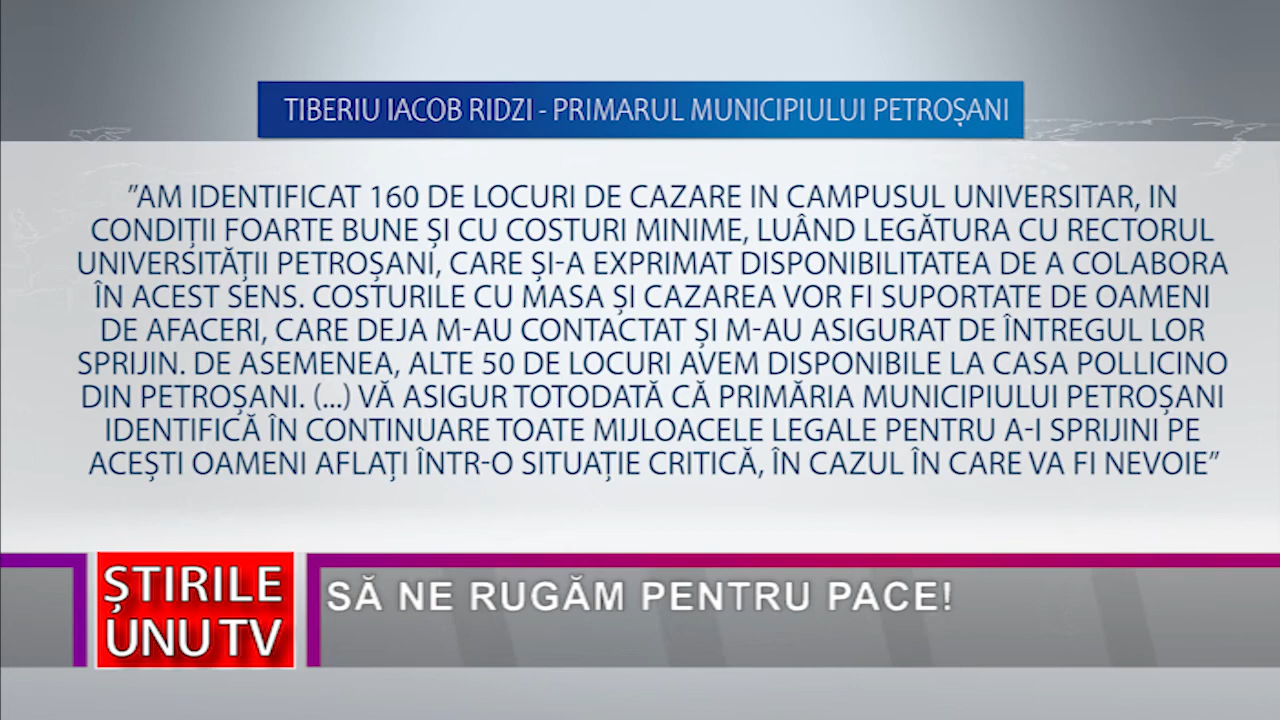 TIBERIU IACOB RIDZI - PRIMARUL MUNICIPIULUI PETROȘANI
”AM IDENTIFICAT 160 DE LOCURI DE CAZARE IN CAMPUSUL UNIVERSITAR, IN
CONDIȚII FOARTE BUNE ȘI CU COSTURI MINIME, LUÂND LEGĂTURA CU RECTORUL
UNIVERSITĂȚII PETROȘANI, CARE ȘI-A EXPRIMAT DISPONIBILITATEA DE A COLABORA
ÎN ACEST SENS. COSTURILE CU MASA ȘI CAZAREA VOR FI SUPORTATE DE OAMENI
DE AFACERI, CARE DEJA M-AU CONTACTAT ȘI M-AU ASIGURAT DE ÎNTREGUL LOR
SPRIJIN. DE ASEMENEA, ALTE 50 DE LOCURI AVEM DISPONIBILE LA CASA POLLICINO
DIN PETROȘANI. (...) VĂ ASIGUR TOTODATĂ CĂ PRIMĂRIA MUNICIPIULUI PETROȘANI
IDENTIFICĂ ÎN CONTINUARE TOATE MIJLOACELE LEGALE PENTRU A-I SPRIJINI PE
ACEȘTI OAMENI AFLAȚI ÎNTR-O SITUAȚIE CRITICĂ, ÎN CAZUL ÎN CARE VA FI NEVOIE”
ȘTIRILE
UNU TV
SĂ NE RUGĂM PENTRU PACE!